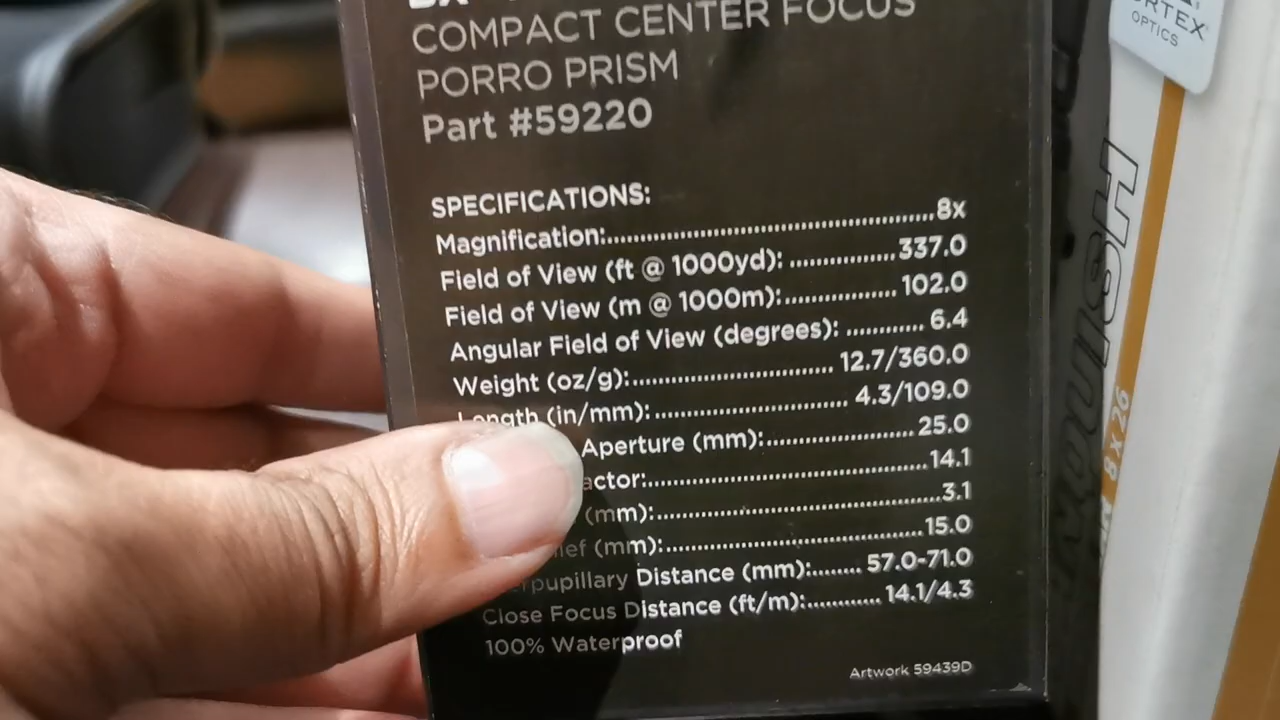 COMPACT CENTER FOCUS
PORRO PRISM
Part #59220
SPECIFICATIONS:
Magnification:..............................8x
Field of View (ft @ 1000yd): ...............337.0
Field of View (m @ 1000m):................ 102.0
Angular Field of View (degrees): ............ 6.4
Weight (oz/g):.............................. 12.7/360.0
Length (in/mm):............................ 4.3/109.0
Aperture (mm):......................25.0
actor:........................................14.1
(mm):........................................3.1
ief (mm):.....................................15.0
pupillary Distance (mm):........ 57.0-71.0
Close Focus Distance (ft/m):............ 14.1/4.3
100% Waterproof
Artwork 59439D
OPTICS
8 x 26